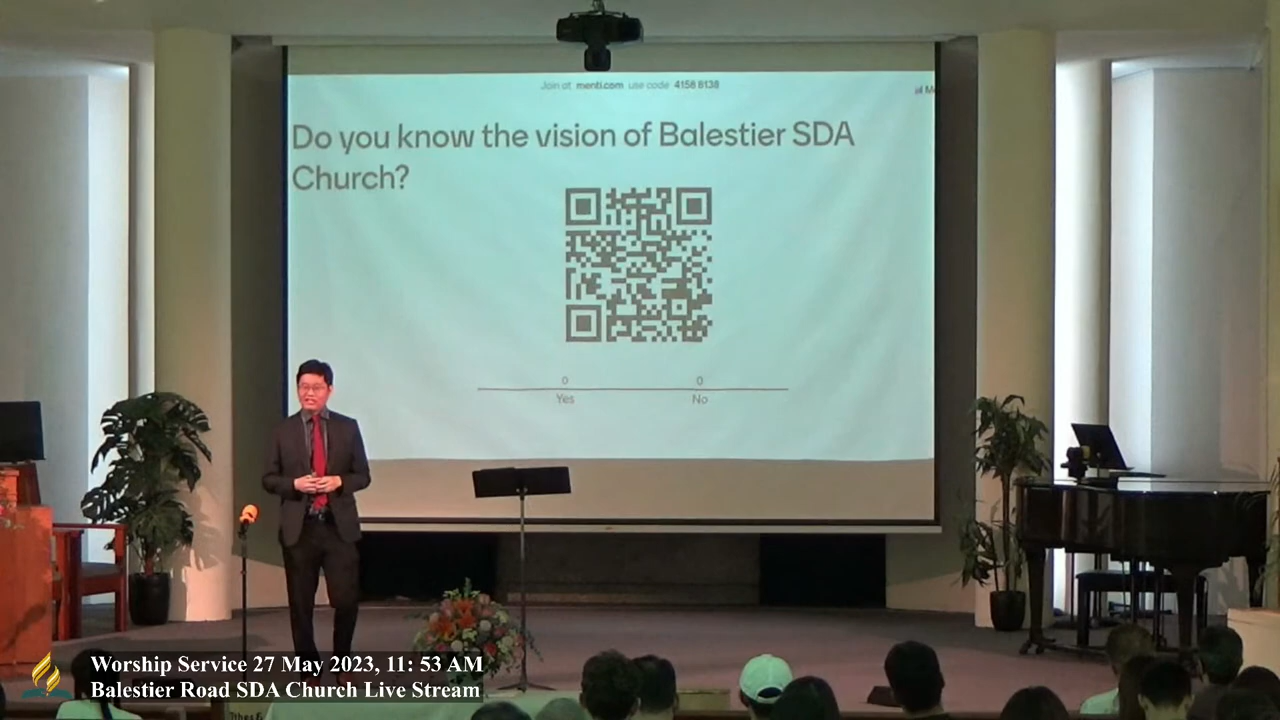 Join at menti.com use code 4158 8138
Do you know the vision of Balestier SDA
Church?
0 0
Yes No
Worship Service 27 May 2023, 11: 53 AM
Balestier Road SDA Church Live Stream